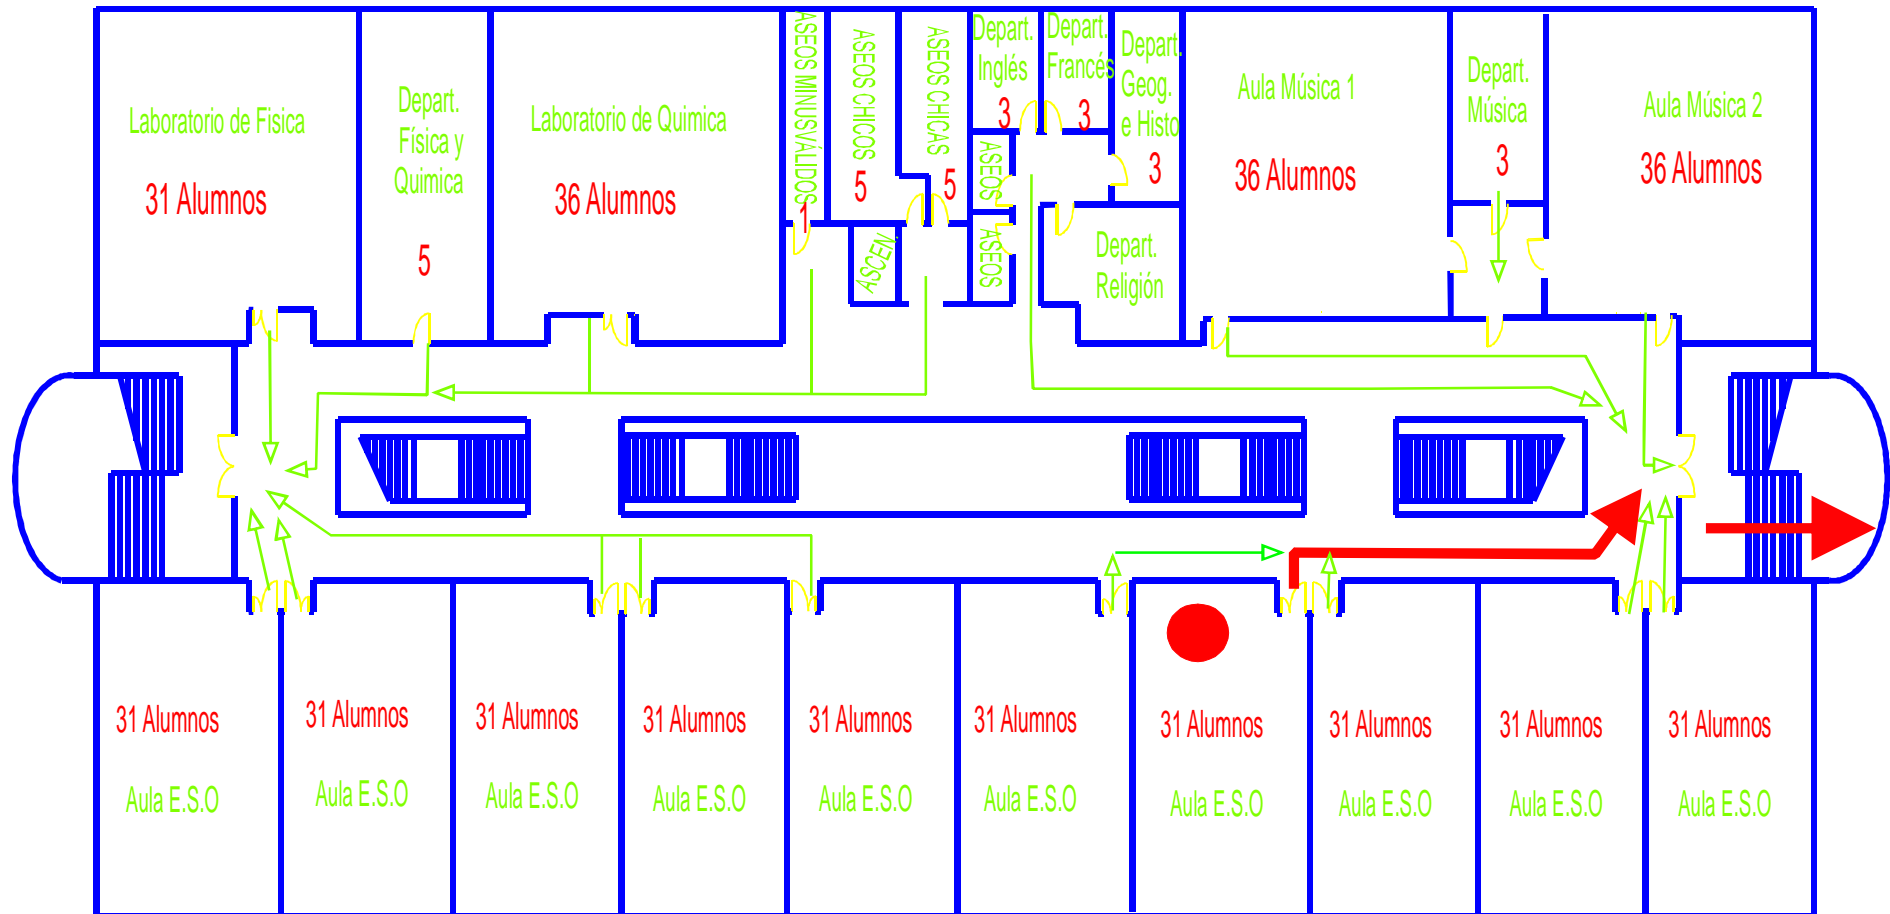 Laboratorio de Fisica
31 Alumnos
Depart.
Física y
Quimica
5
Laboratorio de Quimica
36 Alumnos
ASEOS MINUSVÁLIDOS
1
ASEOS CHICOS
5
ASEOS CHICAS
5
ASCEN.
Depart.
Inglés
3
Depart.
Francés
3
Depart.
Geog.
e Histo
3
ASEOS
ASEOS
Depart.
Religión
Aula Música 1
36 Alumnos
Depart.
Música
3
Aula Música 2
36 Alumnos
31 Alumnos
Aula E.S.O
31 Alumnos
Aula E.S.O
31 Alumnos
Aula E.S.O
31 Alumnos
Aula E.S.O
31 Alumnos
Aula E.S.O
31 Alumnos
Aula E.S.O
31 Alumnos
Aula E.S.O
31 Alumnos
Aula E.S.O
31 Alumnos
Aula E.S.O
31 Alumnos
Aula E.S.O